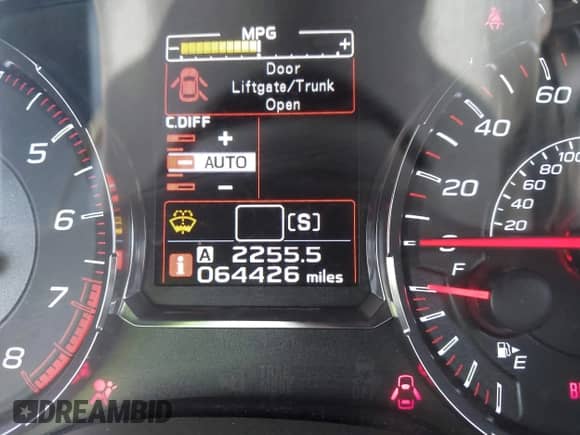 MPG
- +
Door
Liftgate/Trunk
Open
C.DIFF
+
AUTO
-
[S]
i A 2255.5
064426 miles
5
6
7
8
60
40
20
0
100
80
60
40
20
F
E
DREAMBID